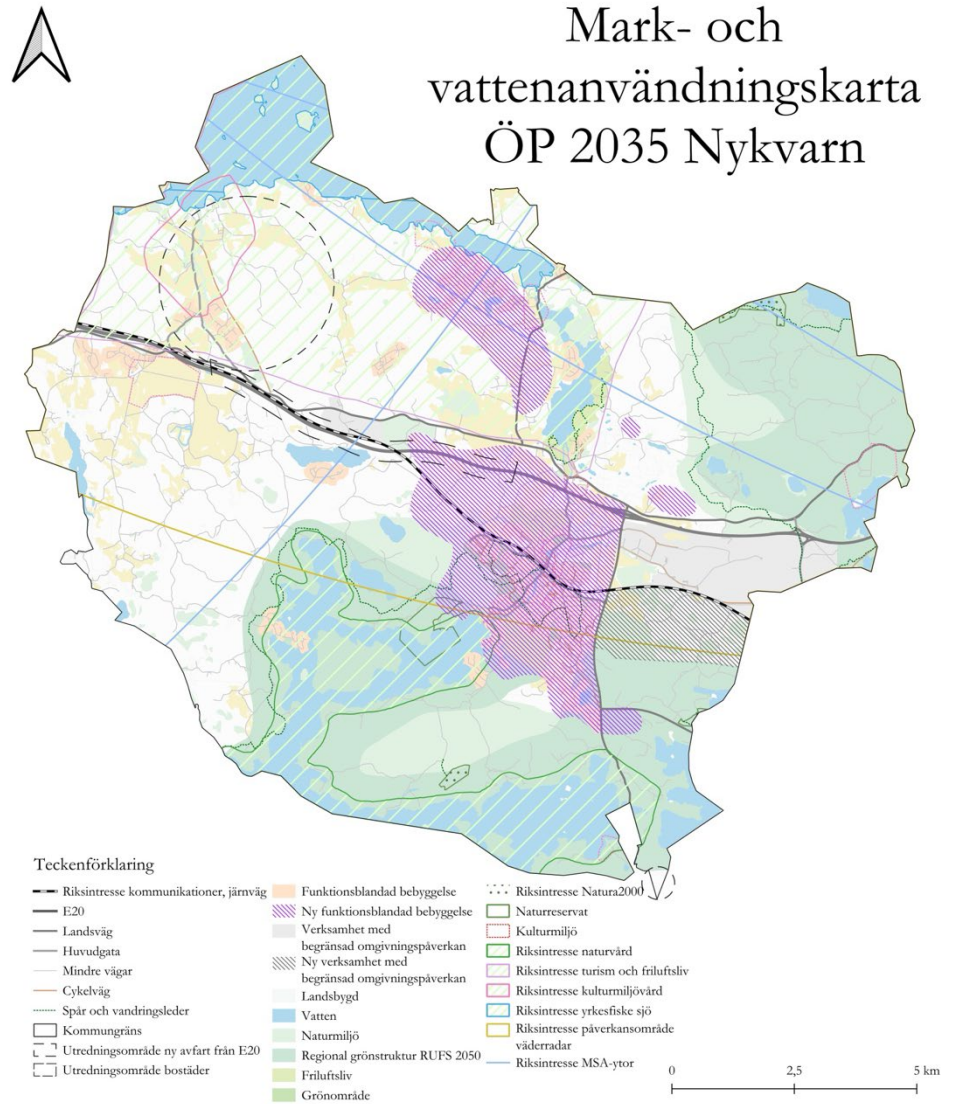 Mark- och
vattenanvändningskarta
ÖP 2035 Nykvarn
Teckenförklaring
Riksintresse kommunikationer, järnväg
E20
Landsväg
Huvudgata
Mindre vägar
Cykelväg
Spår och vandringsleder
Kommungräns
Utredningsområde ny avfart från E20
Utredningsområde bostäder
Funktionsblandad bebyggelse
Ny funktionsblandad bebyggelse
Verksamhet med
begränsad omgivningspåverkan
Ny verksamhet med
begränsad omgivningspåverkan
Landsbygd
Vatten
Naturmiljö
Regional grönstruktur RUFS 2050
Friluftsliv
Grönområde
Riksintresse Natura2000
Naturreservat
Kulturmiljö
Riksintresse naturvård
Riksintresse turism och friluftsliv
Riksintresse kulturmiljövård
Riksintresse yrkesfiske sjö
Riksintresse påverkansområde
väderradar
Riksintresse MSA-ytor
0 2,5 5 km